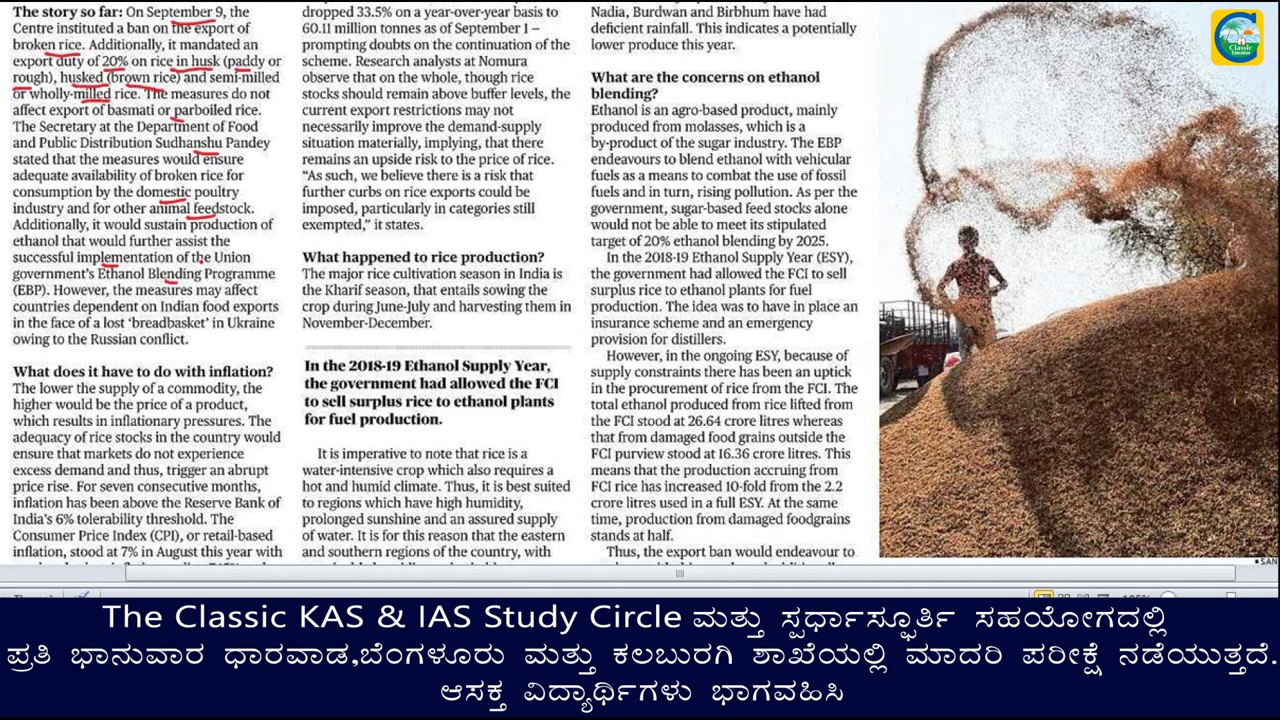 The story so far: On September 9, the
Centre instituted a ban on the export of
broken rice. Additionally, it mandated an
export duty of 20% on rice in husk (paddy or
rough), husked (brown rice) and semi-milled
or wholly-milled rice. The measures do not
affect export of basmati or parboiled rice.
The Secretary at the Department of Food
and Public Distribution Sudhanshu Pandey
stated that the measures would ensure
adequate availability of broken rice for
consumption by the domestic poultry
industry and for other animal feedstock.
Additionally, it would sustain production of
ethanol that would further assist the
successful implementation of the Union
government's Ethanol Blending Programme
(EBP). However, the measures may affect
countries dependent on Indian food exports
in the face of a lost 'breadbasket' in Ukraine
owing to the Russian conflict.
What does it have to do with inflation?
The lower the supply of a commodity, the
higher would be the price of a product,
which results in inflationary pressures. The
adequacy of rice stocks in the country would
ensure that markets do not experience
excess demand and thus, trigger an abrupt
price rise. For seven consecutive months,
inflation has been above the Reserve Bank of
India's 6% tolerability threshold. The
Consumer Price Index (CPI), or retail-based
inflation, stood at 7% in August this year with
dropped 33.5% on a year-over-year basis to
60.11 million tonnes as of September 1 –
prompting doubts on the continuation of the
scheme. Research analysts at Nomura
observe that on the whole, though rice
stocks should remain above buffer levels, the
current export restrictions may not
necessarily improve the demand-supply
situation materially, implying, that there
remains an upside risk to the price of rice.
"As such, we believe there is a risk that
further curbs on rice exports could be
imposed, particularly in categories still
exempted," it states.
What happened to rice production?
The major rice cultivation season in India is
the Kharif season, that entails sowing the
crop during June-July and harvesting them in
November-December.
In the 2018-19 Ethanol Supply Year,
the government had allowed the FCI
to sell surplus rice to ethanol plants
for fuel production.
It is imperative to note that rice is a
water-intensive crop which also requires a
hot and humid climate. Thus, it is best suited
to regions which have high humidity,
prolonged sunshine and an assured supply
of water. It is for this reason that the eastern
and southern regions of the country, with
Nadia, Burdwan and Birbhum have had
deficient rainfall. This indicates a potentially
lower produce this year.
What are the concerns on ethanol
blending?
Ethanol is an agro-based product, mainly
produced from molasses, which is a
by-product of the sugar industry. The EBP
endeavours to blend ethanol with vehicular
fuels as a means to combat the use of fossil
fuels and in turn, rising pollution. As per the
government, sugar-based feed stocks alone
would not be able to meet its stipulated
target of 20% ethanol blending by 2025.
In the 2018-19 Ethanol Supply Year (ESY),
the government had allowed the FCI to sell
surplus rice to ethanol plants for fuel
production. The idea was to have in place an
insurance scheme and an emergency
provision for distillers.
However, in the ongoing ESY, because of
supply constraints there has been an uptick
in the procurement of rice from the FCI. The
total ethanol produced from rice lifted from
the FCI stood at 26.64 crore litres whereas
that from damaged food grains outside the
FCI purview stood at 16.36 crore litres. This
means that the production accruing from
FCI rice has increased 10-fold from the 2.2
crore litres used in a full ESY. At the same
time, production from damaged foodgrains
stands at half.
Thus, the export ban would endeavour to
Classic
Education
SAN
The Classic KAS & IAS Study Circle ಮತ್ತು ಸ್ಪರ್ಧಾಸ್ಫೂರ್ತಿ ಸಹಯೋಗದಲ್ಲಿ
ಪ್ರತಿ ಭಾನುವಾರ ಧಾರವಾಡ,ಬೆಂಗಳೂರು ಮತ್ತು ಕಲಬುರಗಿ ಶಾಖೆಯಲ್ಲಿ ಮಾದರಿ ಪರೀಕ್ಷೆ ನಡೆಯುತ್ತದೆ.
ಆಸಕ್ತ ವಿದ್ಯಾರ್ಥಿಗಳು ಭಾಗವಹಿಸಿ